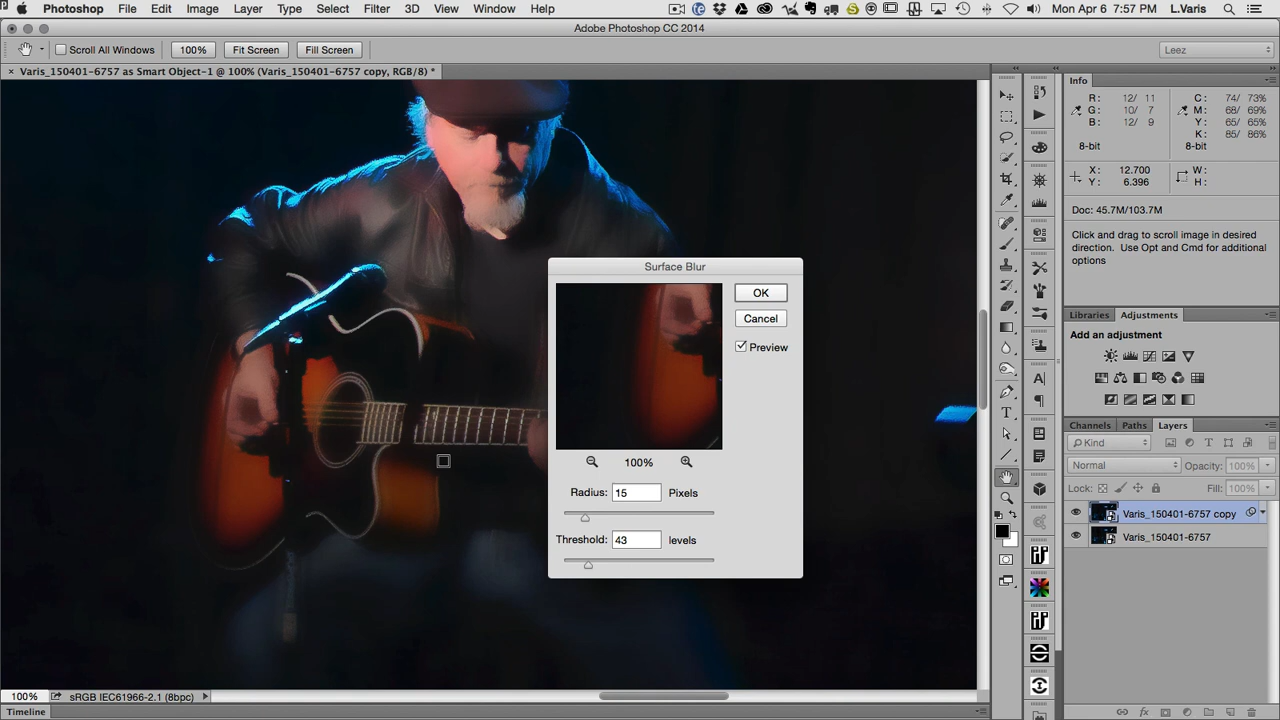 Photoshop File Edit Image Layer Type Select Filter 3D View Window Help Mon Apr 6 7:57 PM L.Varis
Adobe Photoshop CC 2014
Scroll All Windows 100% Fit Screen Fill Screen Leez
× Varis_150401-6757 as Smart Object-1 @ 100% (Varis_150401-6757 copy, RGB/8) *
Info
R: 12/ 11 C: 74/ 73%
G: 10/ 7 M: 68/ 69%
B: 12/ 9 Y: 65/ 65%
K: 85/ 86%
8-bit 8-bit
X: 12.700 W:
Y: 6.396 H:
Doc: 45.7M/103.7M
Click and drag to scroll image in desired
direction. Use Opt and Cmd for additional
options
Surface Blur
OK
Cancel
Preview
100%
Radius: 15 Pixels
Threshold: 43 levels
Libraries Adjustments
Add an adjustment
Channels Paths Layers
Kind
Normal Opacity: 100%
Lock: Fill: 100%
Varis_150401-6757 copy
Varis_150401-6757
100% sRGB IEC61966-2.1 (8bpc)
Timeline